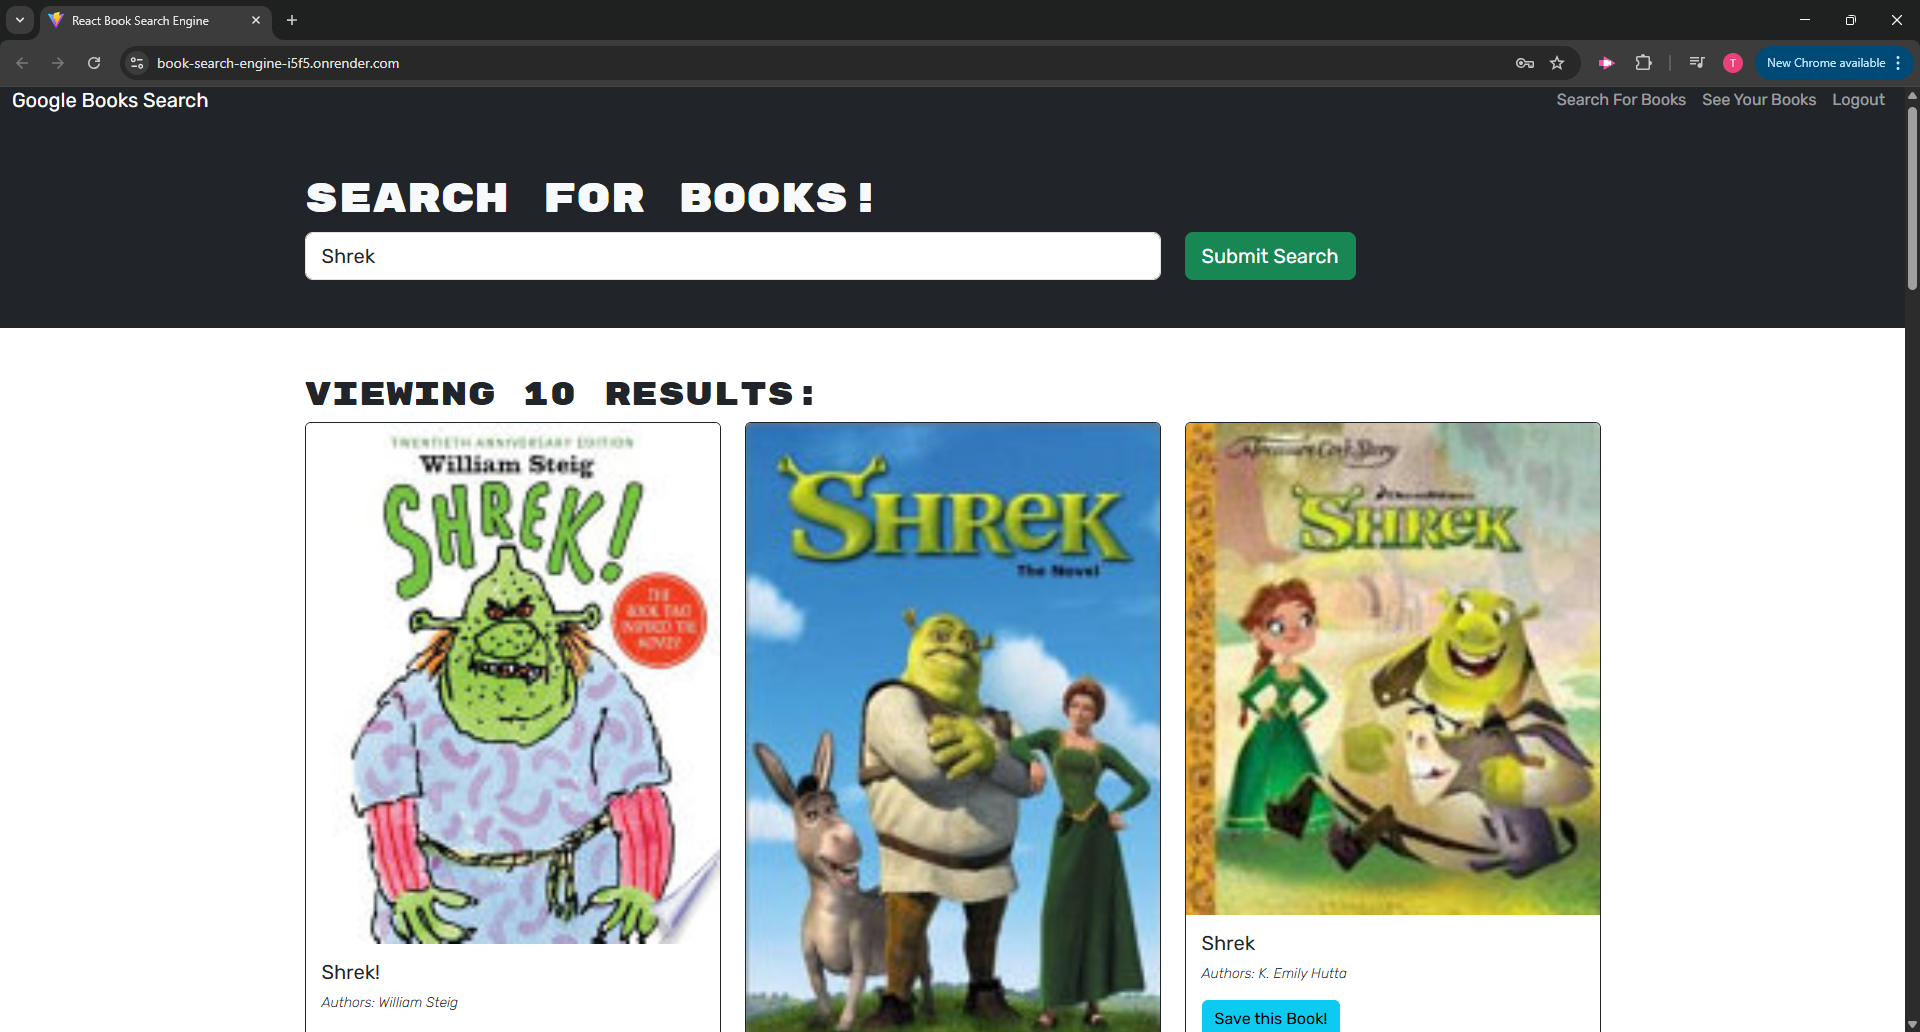 React Book Search Engine
book-search-engine-i5f5.onrender.com
T
New Chrome available
Google Books Search
Search For Books
See Your Books
Logout
SEARCH FOR BOOKS!
Shrek
Submit Search
VIEWING 10 RESULTS:
TWENTIETH ANNIVERSARY EDITION
William Steig
SHREK!
THE
BOOK THAT
INSPIRED THE
MOVIE!
Shrek!
Authors: William Steig
SHREK
The Novel
A Treasure Cove Story
DreamWorks
SHREK
Shrek
Authors: K. Emily Hutta
Save this Book!